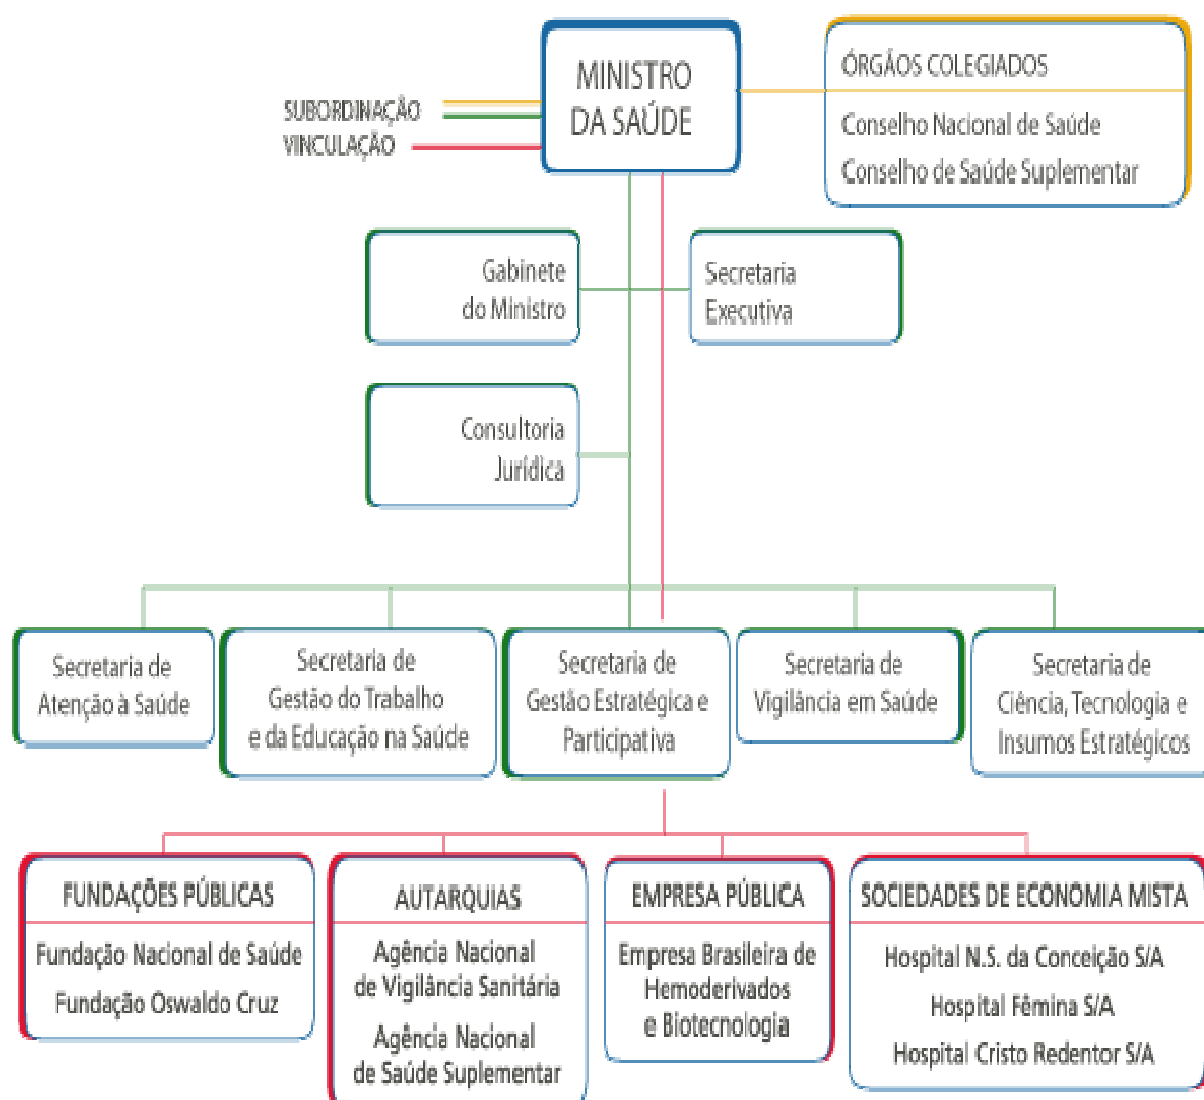 MINISTRO
DA SAÚDE
SUBORDINAÇÃO
VINCULAÇÃO
ÓRGÃOS COLEGIADOS
Conselho Nacional de Saúde
Conselho de Saúde Suplementar
Gabinete
do Ministro
Secretaria
Executiva
Consultoria
Jurídica
Secretaria de
Atenção à Saúde
Secretaria de
Gestão do Trabalho
e da Educação na Saúde
Secretaria de
Gestão Estratégica e
Participativa
Secretaria de
Vigilância em Saúde
Secretaria de
Ciência, Tecnologia e
Insumos Estratégicos
FUNDAÇÕES PÚBLICAS
Fundação Nacional de Saúde
Fundação Oswaldo Cruz
AUTARQUIAS
Agência Nacional
de Vigilância Sanitária
Agência Nacional
de Saúde Suplementar
EMPRESA PÚBLICA
Empresa Brasileira de
Hemoderivados
e Biotecnologia
SOCIEDADES DE ECONOMIA MISTA
Hospital N.S. da Conceição S/A
Hospital Fêmina S/A
Hospital Cristo Redentor S/A